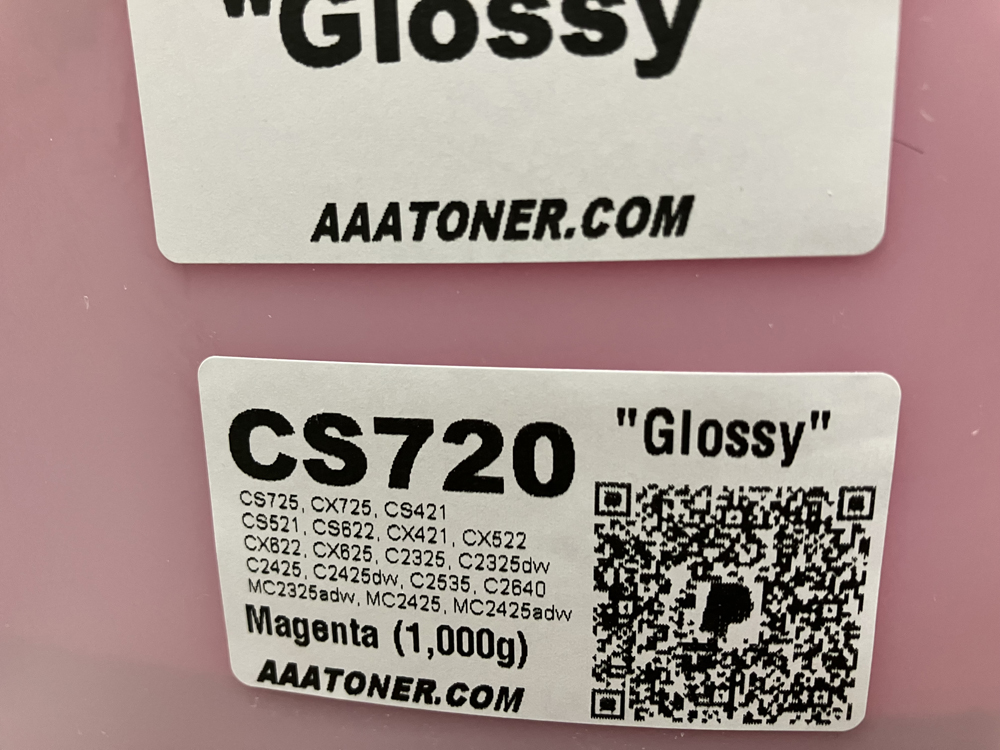 "Glossy
AAATONER.COM
CS720
"Glossy"
CS725, CX725, CS421
CS521, CS622, CX421, CX522
CX622, CX625, C2325, C2325dw
C2425, C2425dw, C2535, C2640
MC2325adw, MC2425, MC2425adw
Magenta (1,000g)
AAATONER.COM